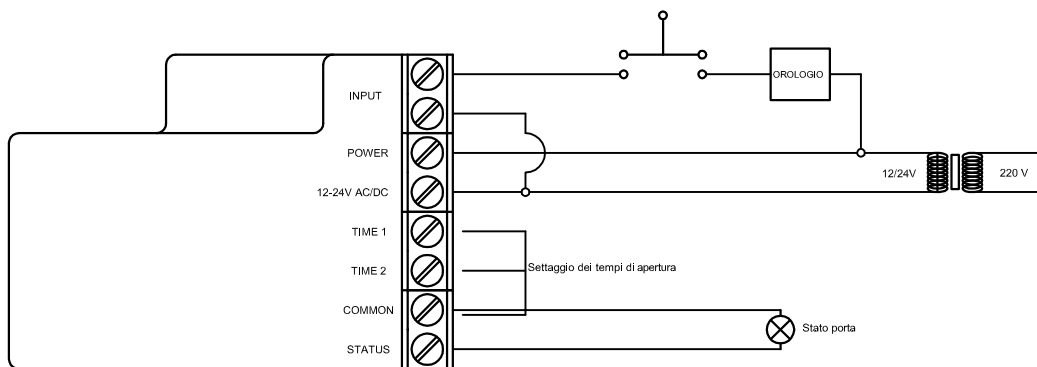 INPUT
OROLOGIO
POWER
12-24V AC/DC
12/24V
220 V
TIME 1
TIME 2
Settaggio dei tempi di apertura
COMMON
Stato porta
STATUS